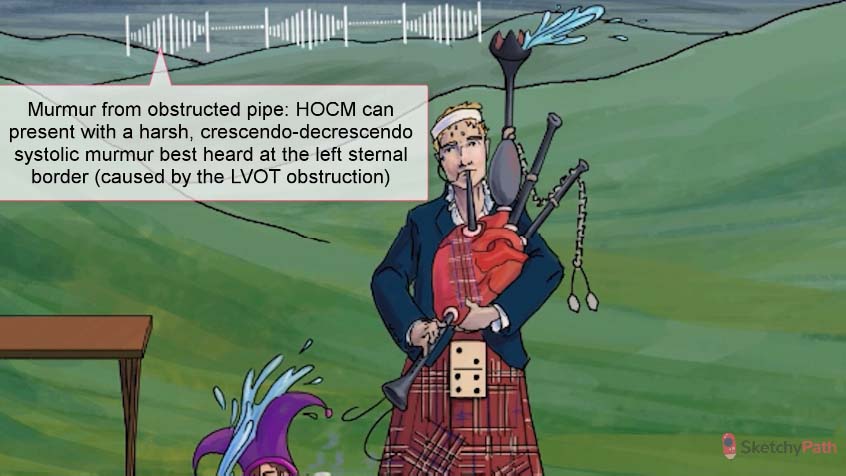 Murmur from obstructed pipe: HOCM can
present with a harsh, crescendo-decrescendo
systolic murmur best heard at the left sternal
border (caused by the LVOT obstruction)
SketchyPath